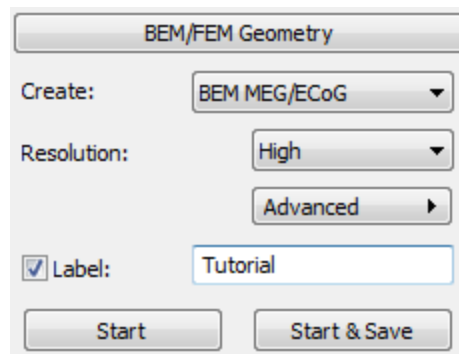 BEM/FEM Geometry
Create: BEM MEG/ECoG
Resolution: High
Advanced
Label: Tutorial
Start Start & Save